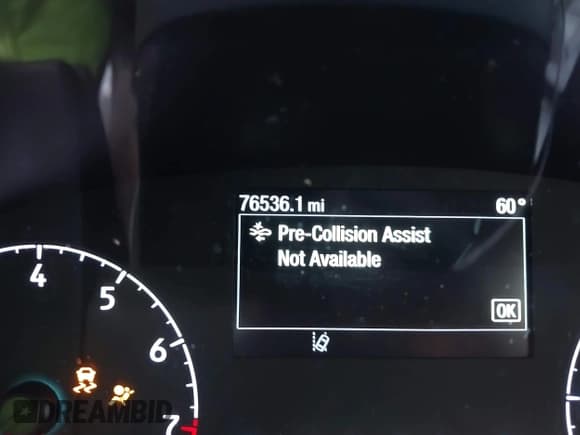 76536.1 mi 60°
Pre-Collision Assist
Not Available
OK
4
5
6
7
DREAMBID